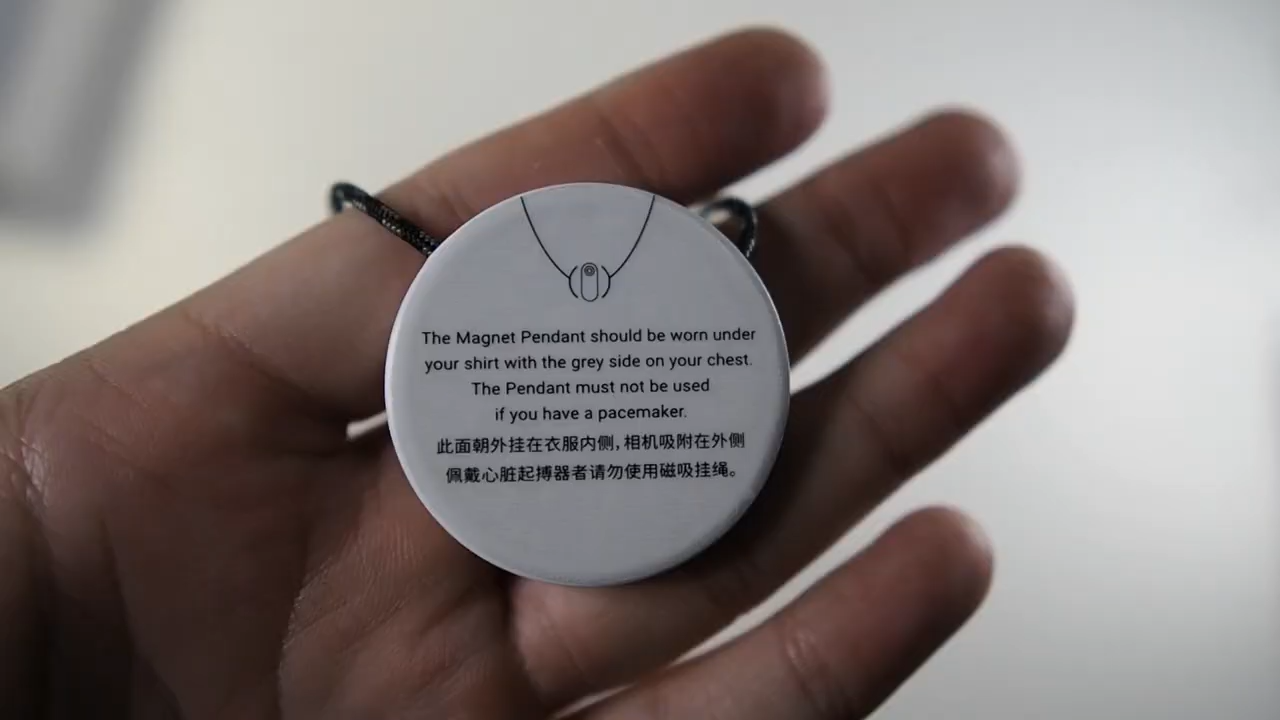 The Magnet Pendant should be worn under
your shirt with the grey side on your chest.
The Pendant must not be used
if you have a pacemaker.
此面朝外挂在衣服内侧,相机吸附在外侧
佩戴心脏起搏器者请勿使用磁吸挂绳。